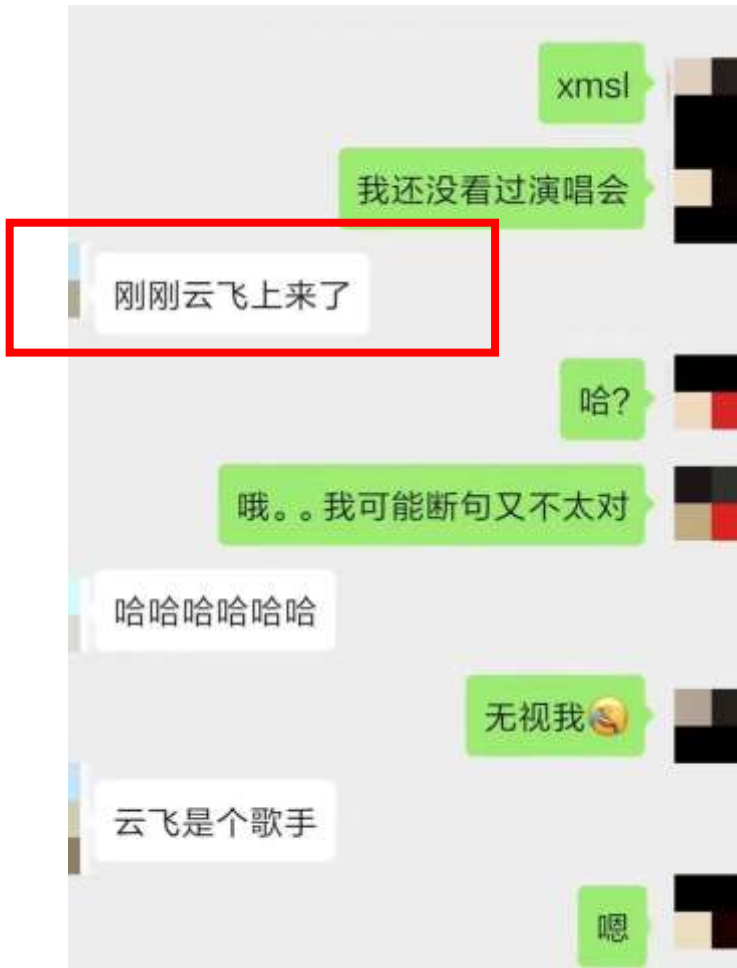 xmsl
我还没看过演唱会
刚刚云飞上来了
哈?
哦。。我可能断句又不太对
哈哈哈哈哈哈
无视我
云飞是个歌手
嗯